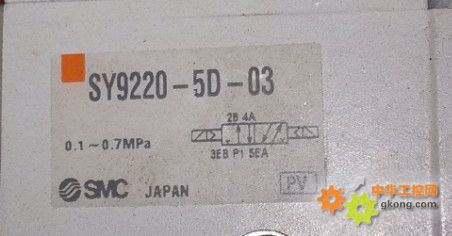 SY9220-5D-03
2B 4A
0.1~0.7MPa
3EB P1 5EA
SMC JAPAN
PV
中华工控网
gkong.com